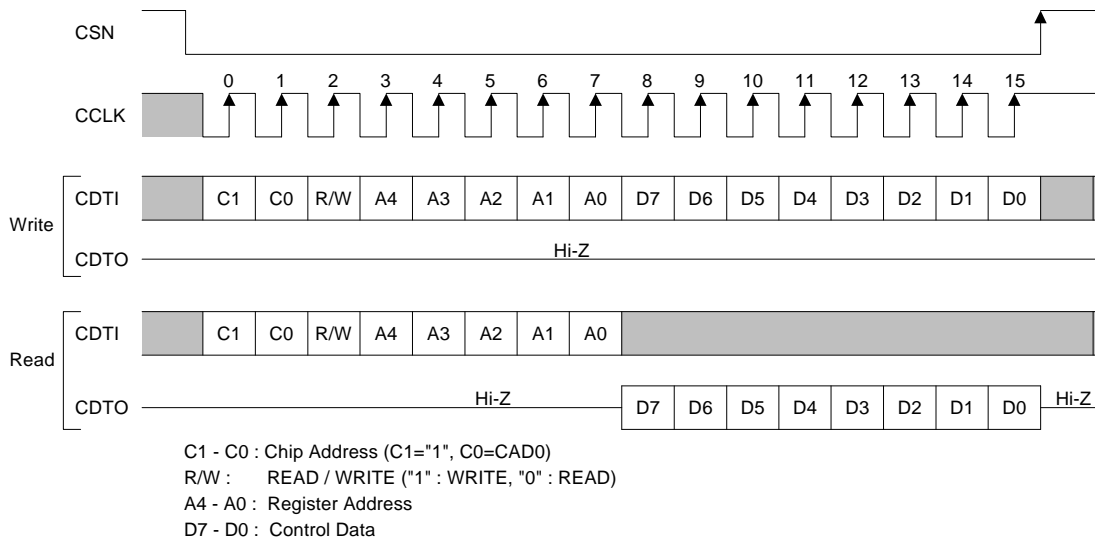 CSN
0 1 2 3 4 5 6 7 8 9 10 11 12 13 14 15
CCLK
Write
CDTI C1 C0 R/W A4 A3 A2 A1 A0 D7 D6 D5 D4 D3 D2 D1 D0
CDTO Hi-Z
Read
CDTI C1 C0 R/W A4 A3 A2 A1 A0
CDTO Hi-Z D7 D6 D5 D4 D3 D2 D1 D0 Hi-Z
C1 - C0 : Chip Address (C1="1", C0=CAD0)
R/W : READ / WRITE ("1" : WRITE, "0" : READ)
A4 - A0 : Register Address
D7 - D0 : Control Data